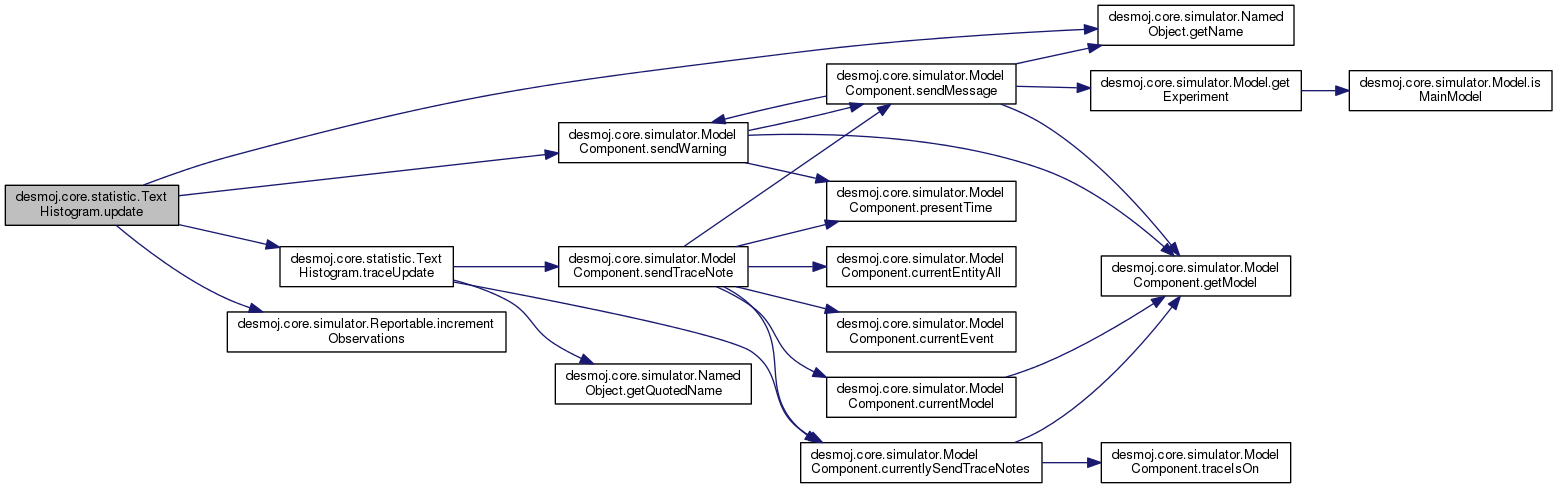 desmoj.core.statistic.Text
Histogram.update
desmoj.core.simulator.Named
Object.getName
desmoj.core.simulator.Model
Component.sendWarning
desmoj.core.simulator.Model
Component.sendMessage
desmoj.core.simulator.Model.get
Experiment
desmoj.core.simulator.Model.is
MainModel
desmoj.core.simulator.Model
Component.presentTime
desmoj.core.statistic.Text
Histogram.traceUpdate
desmoj.core.simulator.Model
Component.sendTraceNote
desmoj.core.simulator.Model
Component.currentEntityAll
desmoj.core.simulator.Model
Component.getModel
desmoj.core.simulator.Reportable.increment
Observations
desmoj.core.simulator.Model
Component.currentEvent
desmoj.core.simulator.Named
Object.getQuotedName
desmoj.core.simulator.Model
Component.currentModel
desmoj.core.simulator.Model
Component.currentlySendTraceNotes
desmoj.core.simulator.Model
Component.traceIsOn